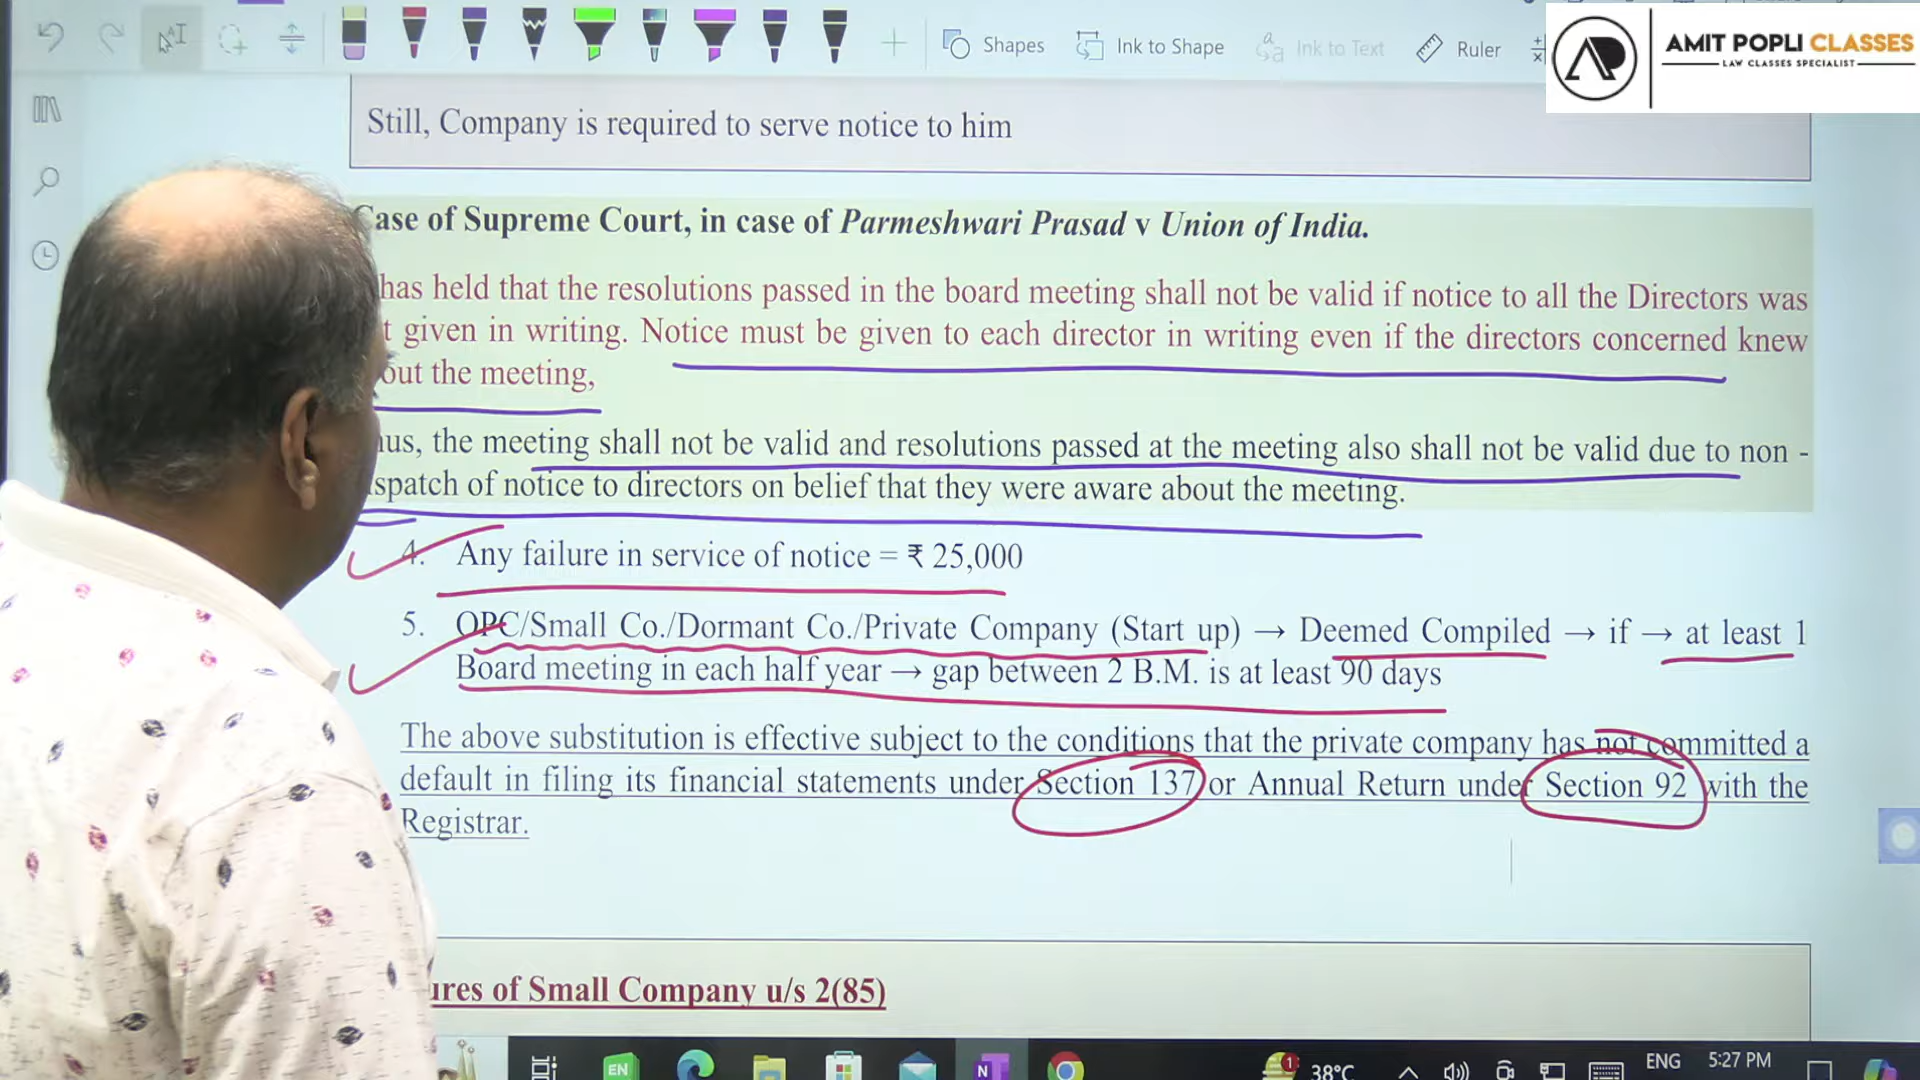 Shapes
Ink to Shape
Ink to Text
Ruler
AMIT POPLI CLASSES
LAW CLASSES SPECIALIST
Still, Company is required to serve notice to him
Case of Supreme Court, in case of Parmeshwari Prasad v Union of India.
has held that the resolutions passed in the board meeting shall not be valid if notice to all the Directors was
given in writing. Notice must be given to each director in writing even if the directors concerned knew
out the meeting,
the meeting shall not be valid and resolutions passed at the meeting also shall not be valid due to non -
spatch of notice to directors on belief that they were aware about the meeting.
4. Any failure in service of notice = ₹ 25,000
5. OPC/Small Co./Dormant Co./Private Company (Start up) → Deemed Compiled → if → at least 1
Board meeting in each half year → gap between 2 B.M. is at least 90 days
The above substitution is effective subject to the conditions that the private company has not committed a
default in filing its financial statements under Section 137 or Annual Return under Section 92 with the
Registrar.
ures of Small Company u/s 2(85)
EN
N
1
38°C
ENG
5:27 PM